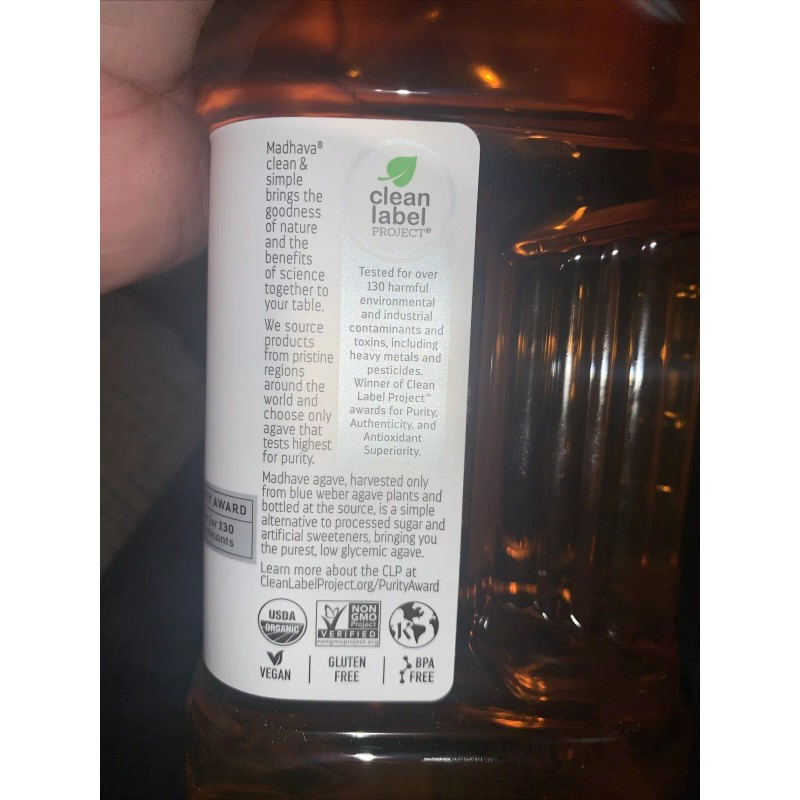 Madhava®
clean &
simple
brings the
goodness
of nature
and the
benefits
of science
together to
your table.
We source
products
from pristine
regions
around the
world and
choose only
agave that
tests highest
for purity.
clean
label
PROJECT®
Tested for over
130 harmful
environmental
and industrial
contaminants and
toxins, including
heavy metals and
pesticides.
Winner of Clean
Label Project™
awards for Purity,
Authenticity, and
Antioxidant
Superiority.
Madhave agave, harvested only
from blue weber agave plants and
bottled at the source, is a simple
alternative to processed sugar and
artificial sweeteners, bringing you
the purest, low glycemic agave.
Learn more about the CLP at
CleanLabelProject.org/PurityAward
AWARD
for 130
USDA
ORGANIC
NON
GMO
Project
VERIFIED
nongmoproject.org
K
VEGAN
GLUTEN
FREE
BPA
FREE